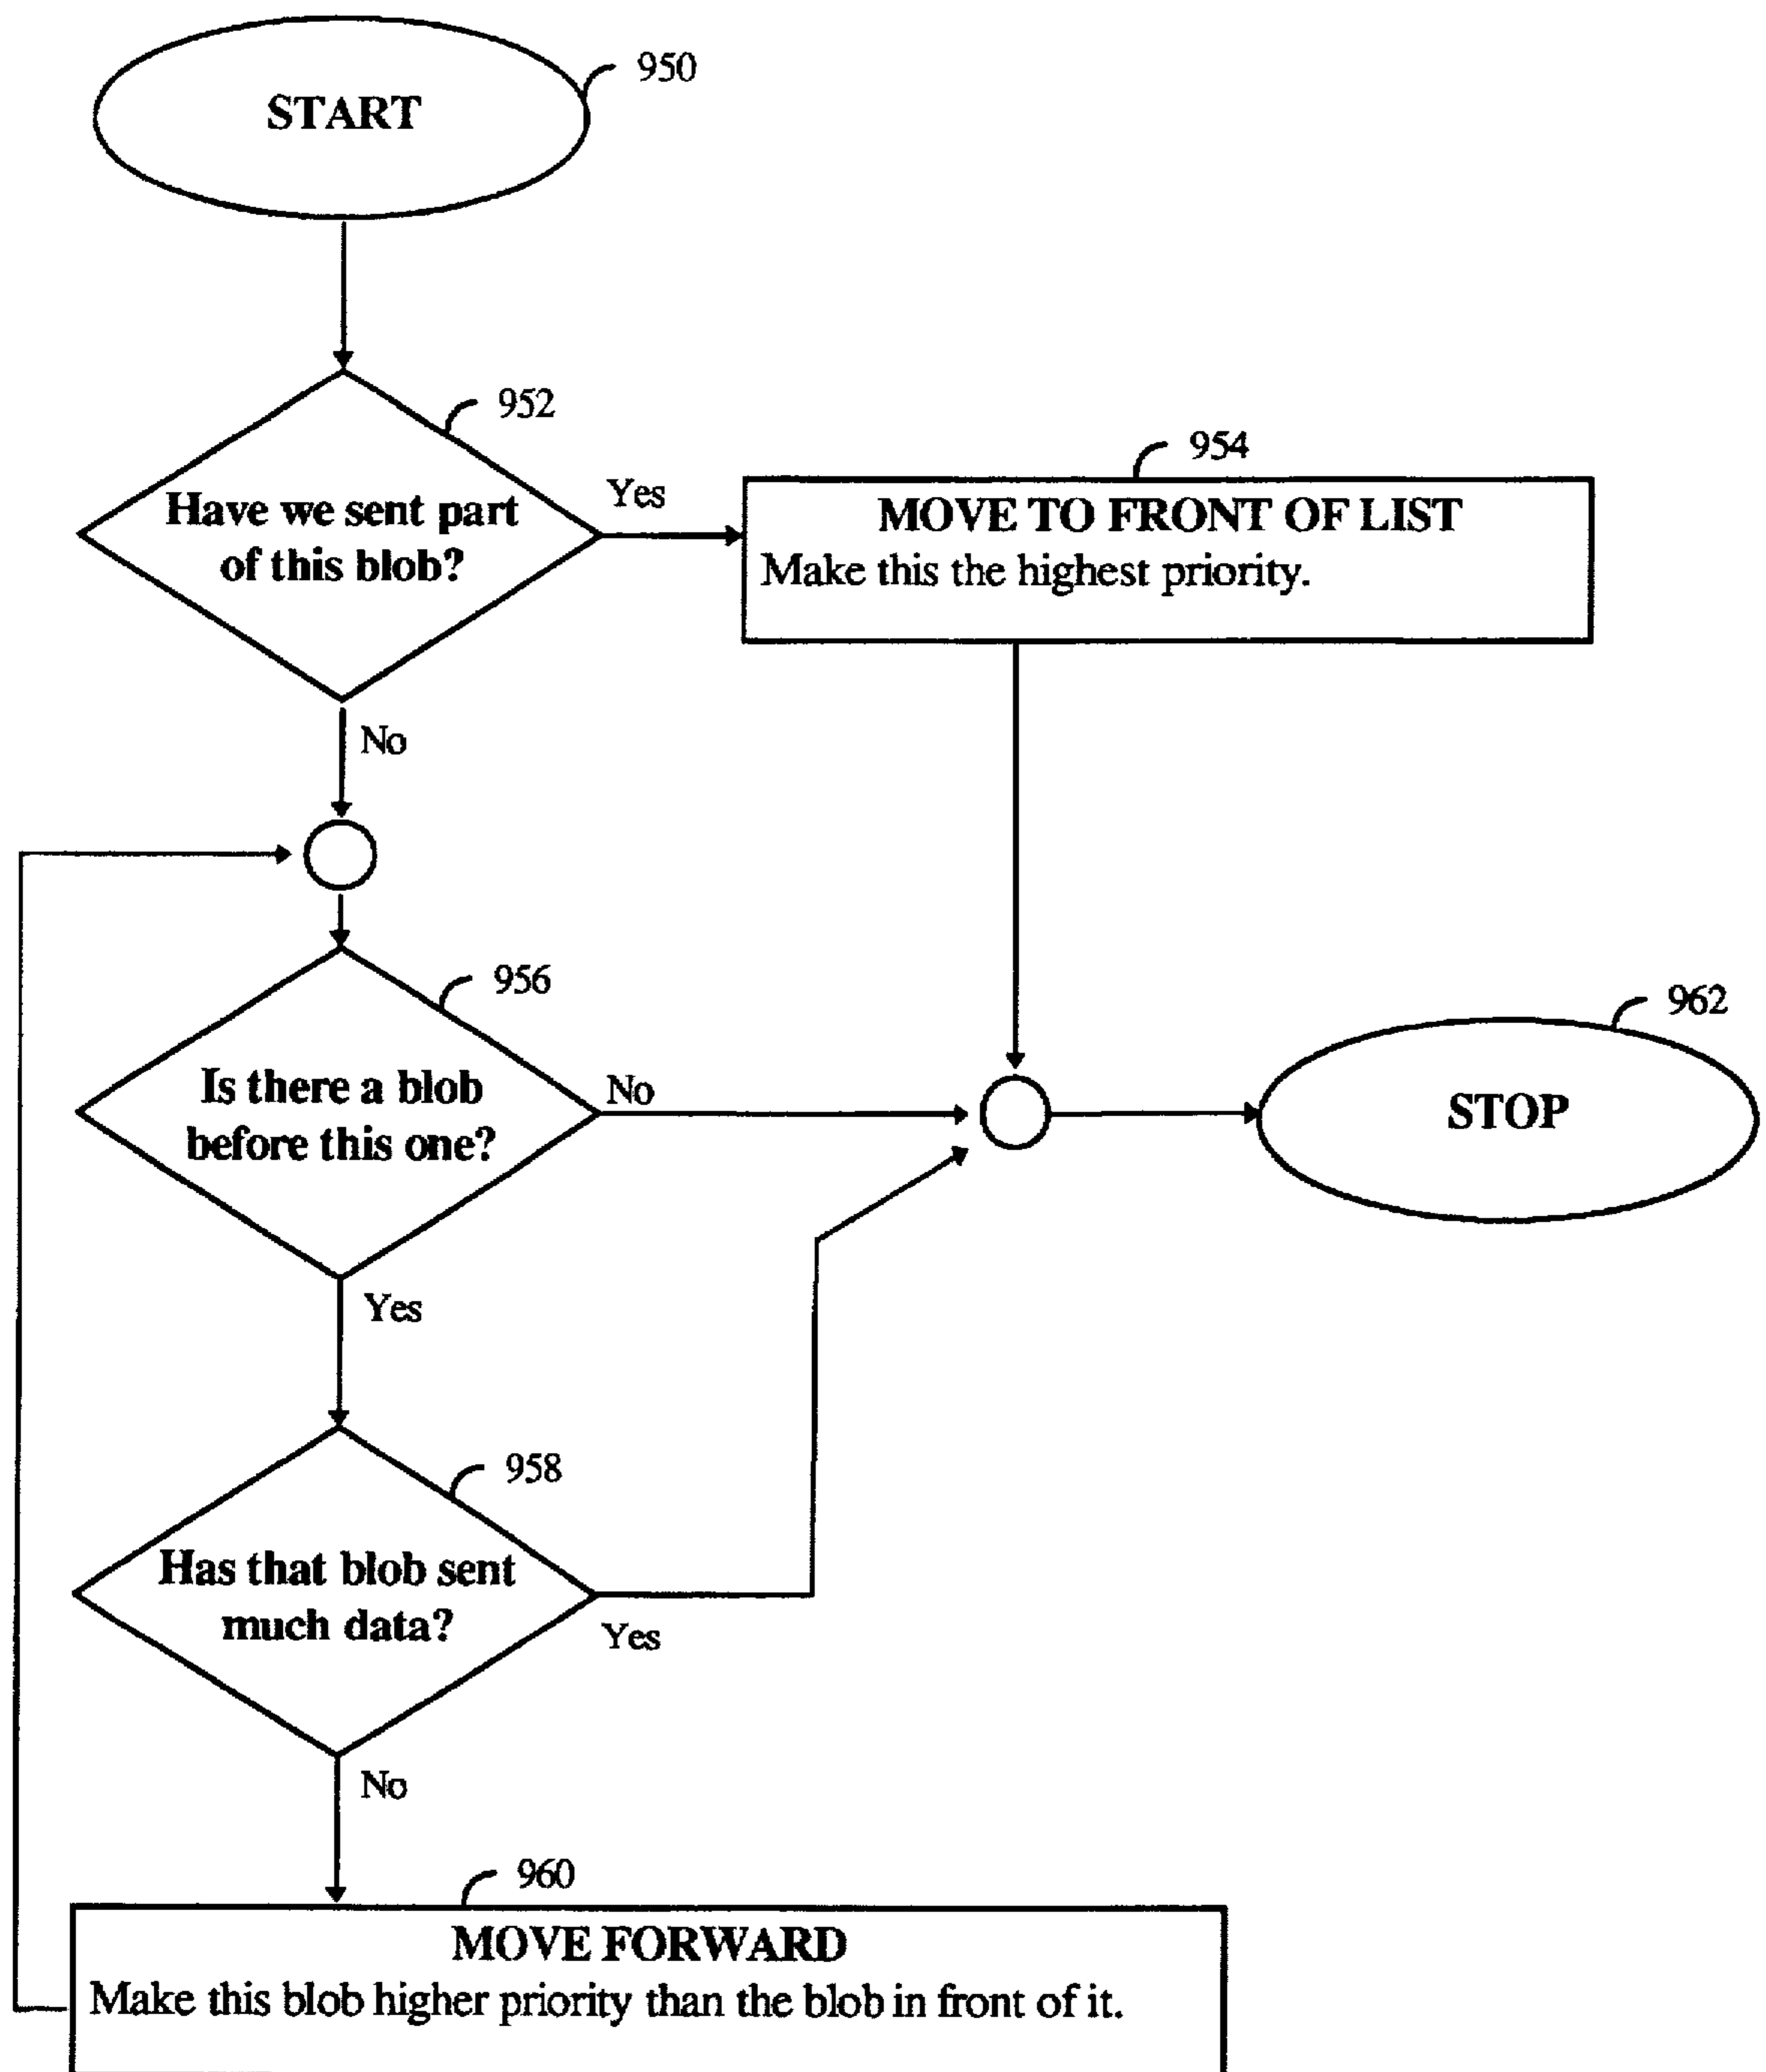 950
START
952
Have we sent part
of this blob?
Yes
954
MOVE TO FRONT OF LIST
Make this the highest priority.
No
956
Is there a blob
before this one?
No
962
STOP
Yes
958
Has that blob sent
much data?
Yes
No
960
MOVE FORWARD
Make this blob higher priority than the blob in front of it.